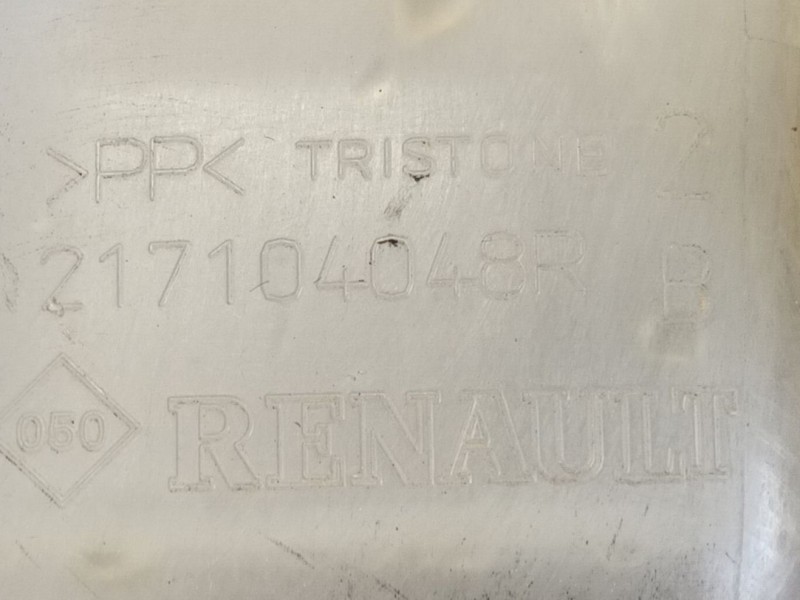 >PP< TRISTONE 2
217104048R B
050 RENAULT